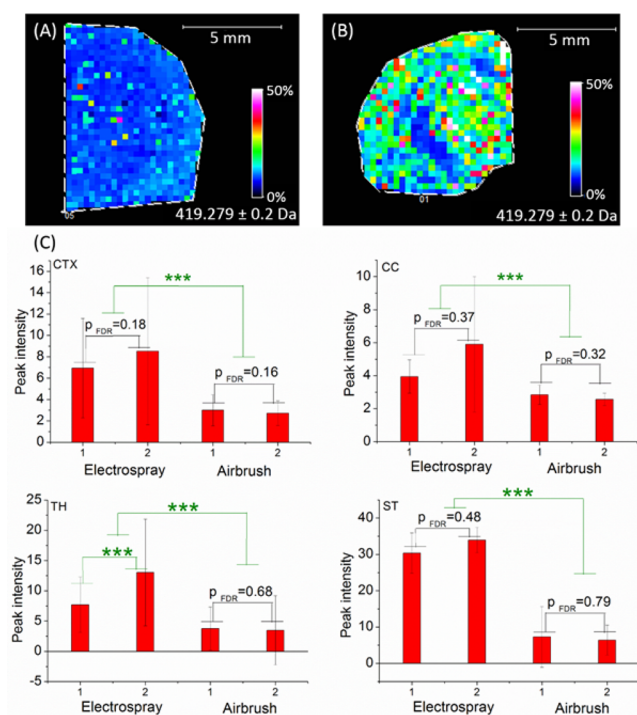 (A)
5 mm
50%
0%
05
419.279 ± 0.2 Da
(B)
5 mm
50%
0%
01
419.279 ± 0.2 Da
(C)
CTX
Peak intensity
16
14
12
10
8
6
4
2
0
***
p FDR=0.18
p FDR=0.16
1 2 1 2
Electrospray Airbrush
CC
Peak intensity
10
8
6
4
2
0
***
p FDR=0.37
p FDR=0.32
1 2 1 2
Electrospray Airbrush
TH
Peak intensity
25
20
15
10
5
0
-5
***
***
p FDR=0.68
1 2 1 2
Electrospray Airbrush
ST
Peak intensity
40
30
20
10
0
***
p FDR=0.48
p FDR=0.79
1 2 1 2
Electrospray Airbrush